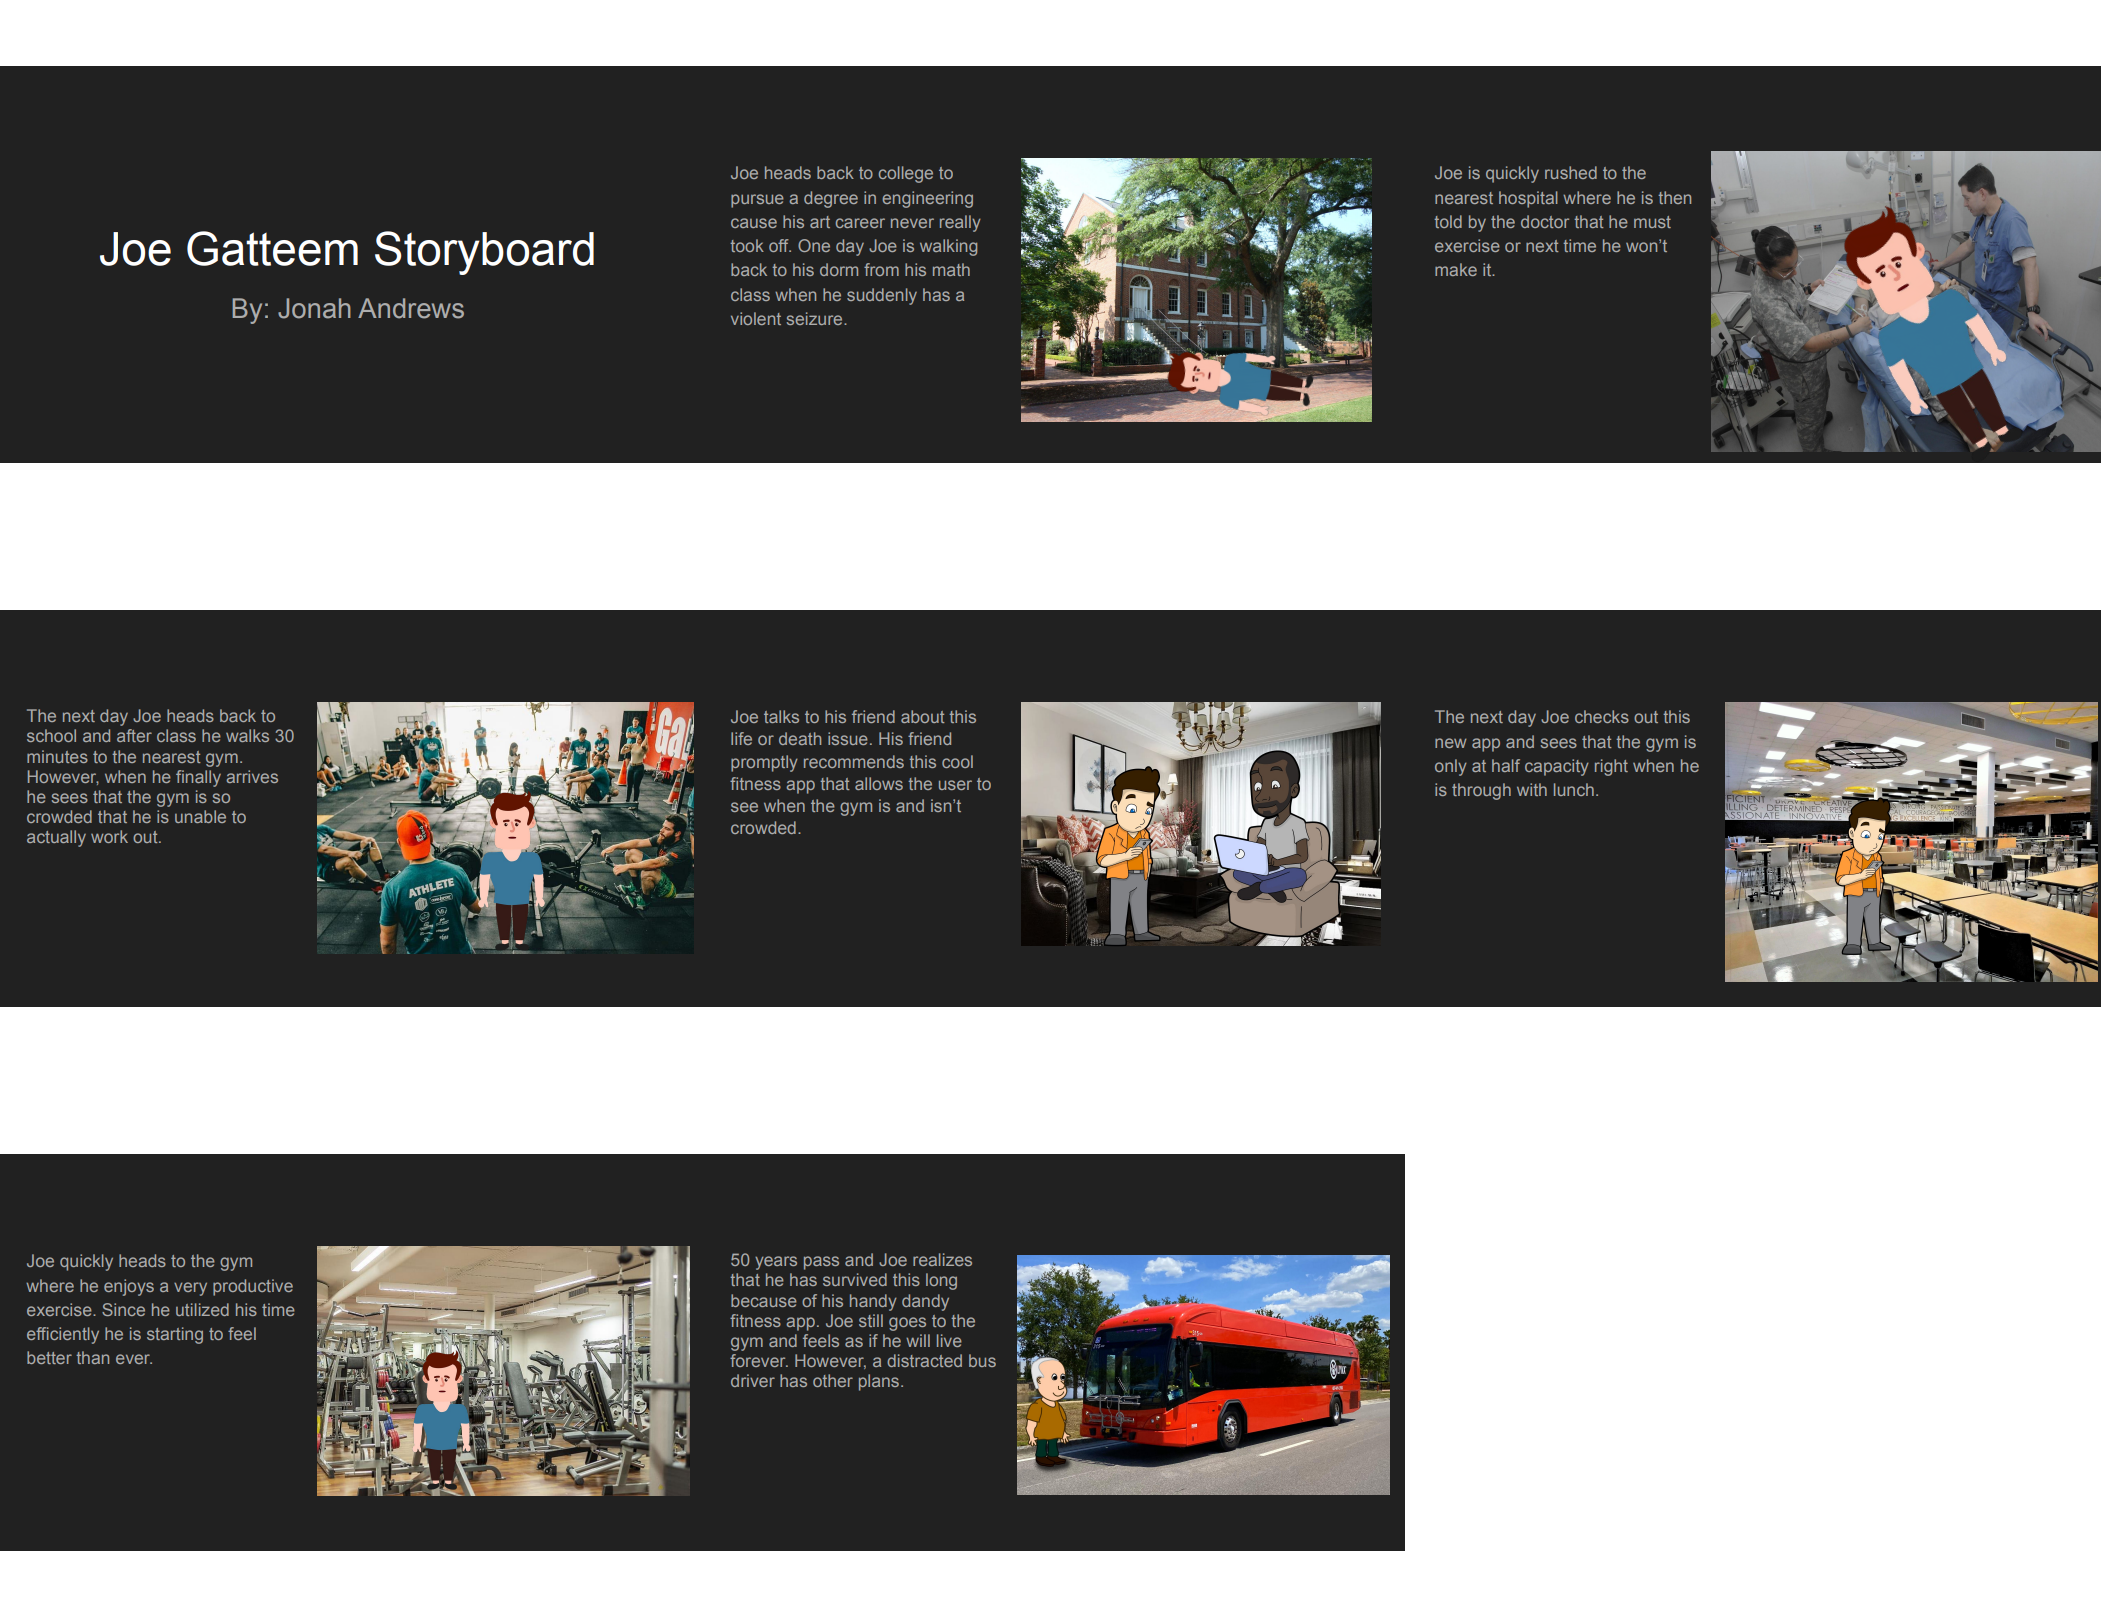 Joe Gatteem Storyboard
By: Jonah Andrews
Joe heads back to college to
pursue a degree in engineering
cause his art career never really
took off. One day Joe is walking
back to his dorm from his math
class when he suddenly has a
violent seizure.
Joe is quickly rushed to the
nearest hospital where he is then
told by the doctor that he must
exercise or next time he won't
make it.
The next day Joe heads back to
school and after class he walks 30
minutes to the nearest gym.
However, when he finally arrives
he sees that the gym is so
crowded that he is unable to
actually work out.
Ga
ATHLETE
Joe talks to his friend about this
life or death issue. His friend
promptly recommends this cool
fitness app that allows the user to
see when the gym is and isn't
crowded.
The next day Joe checks out this
new app and sees that the gym is
only at half capacity right when he
is through with lunch.
DETERMINED
INNOVATIVE
Joe quickly heads to the gym
where he enjoys a very productive
exercise. Since he utilized his time
efficiently he is starting to feel
better than ever.
50 years pass and Joe realizes
that he has survived this long
because of his handy dandy
fitness app. Joe still goes to the
gym and feels as if he will live
forever. However, a distracted bus
driver has other plans.